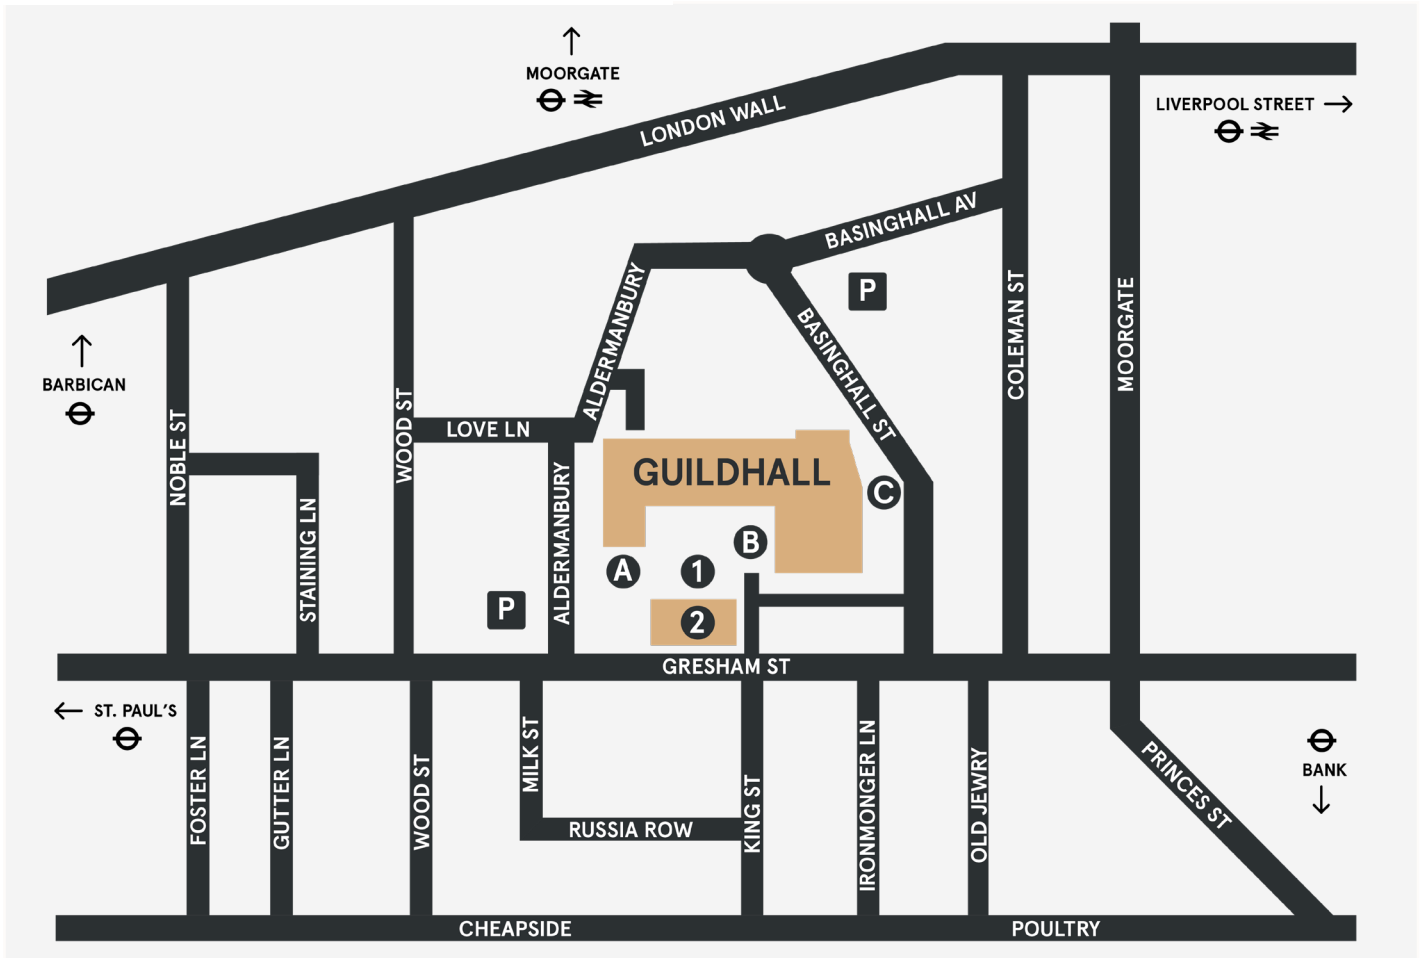 MOORGATE
LONDON WALL
LIVERPOOL STREET
BASINGHALL AV
P
ALDERMANBURY
BASINGHALL ST
COLEMAN ST
MOORGATE
BARBICAN
NOBLE ST
WOOD ST
LOVE LN
GUILDHALL
C
STAINING LN
ALDERMANBURY
B
A
1
P
2
GRESHAM ST
ST. PAUL'S
FOSTER LN
GUTTER LN
WOOD ST
MILK ST
RUSSIA ROW
KING ST
IRONMONGER LN
OLD JEWRY
PRINCES ST
BANK
CHEAPSIDE
POULTRY